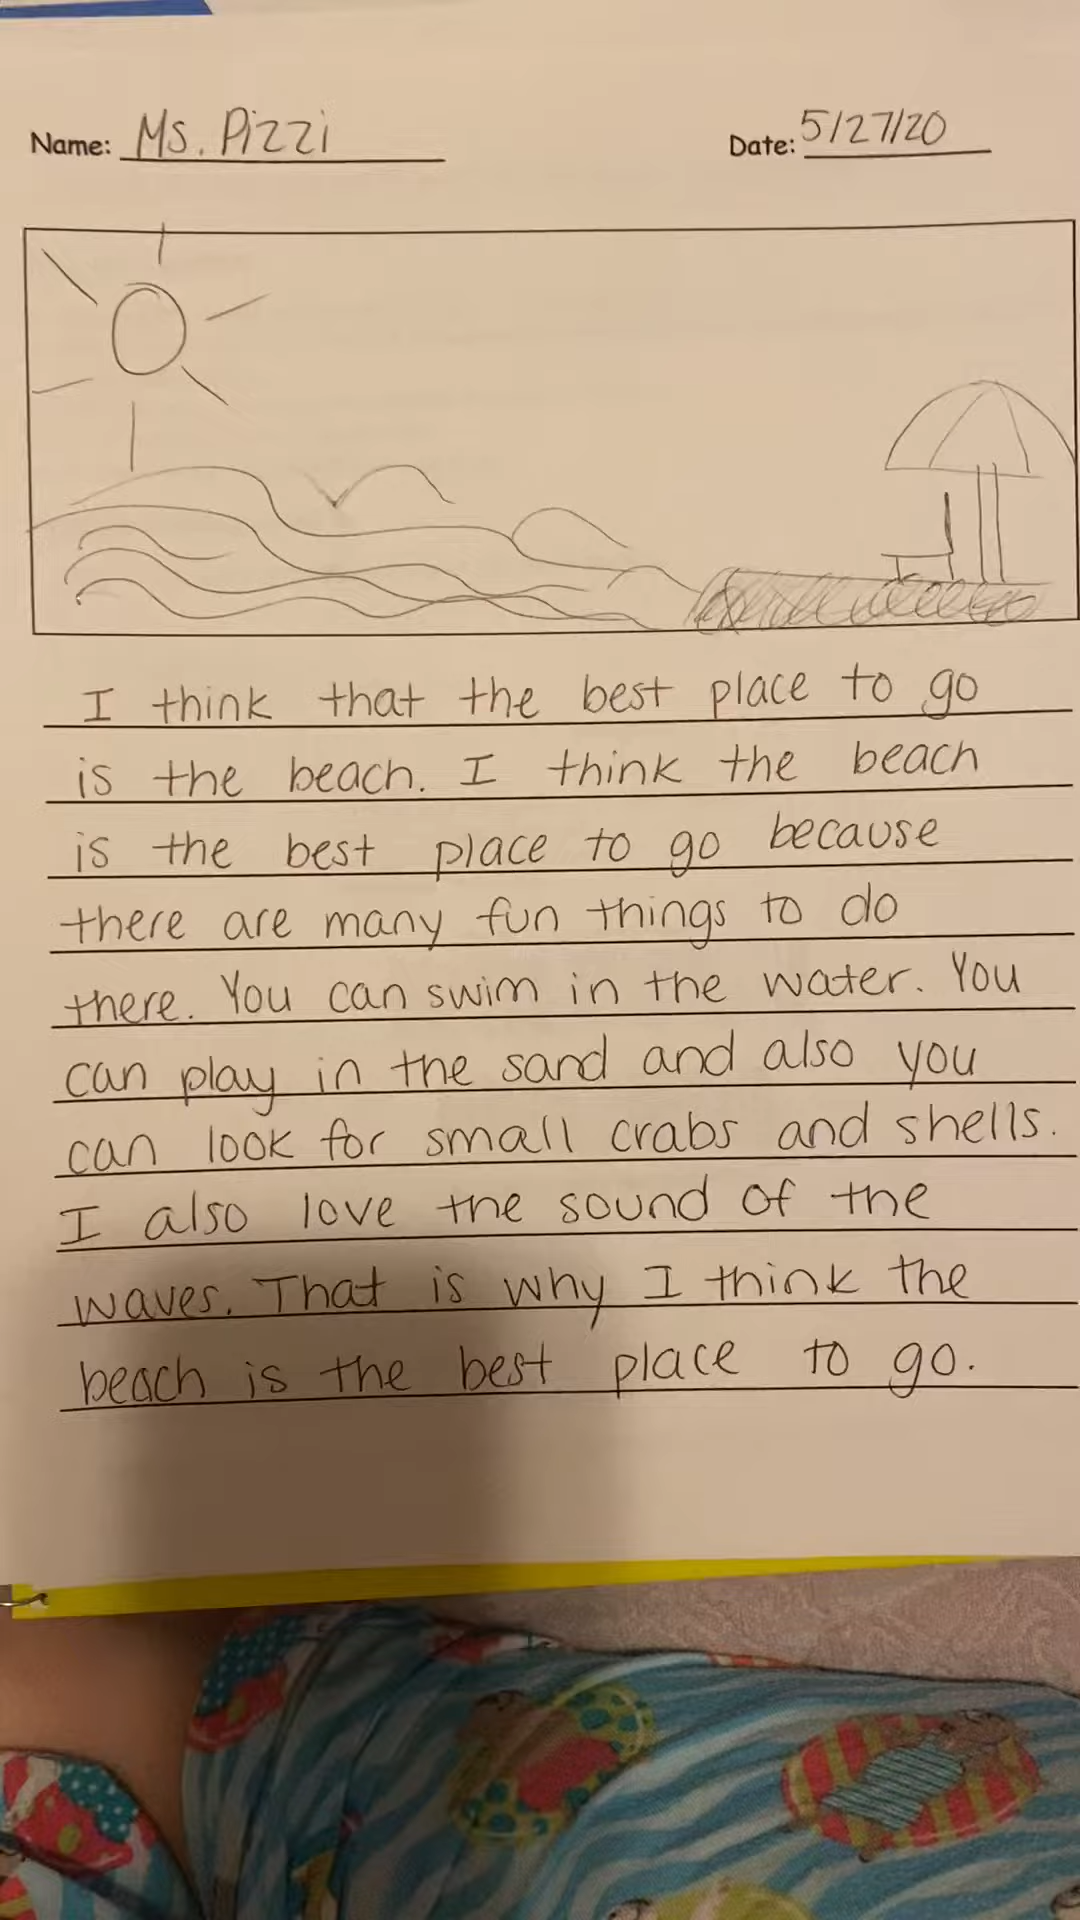 Name: Ms. Pizzi
Date: 5/27/20
I think that the best place to go
is the beach. I think the beach
is the best place to go because
there are many fun things to do
there. You can swim in the water. You
can play in the sand and also you
can look for small crabs and shells.
I also love the sound of the
waves. That is why I think the
beach is the best place to go.